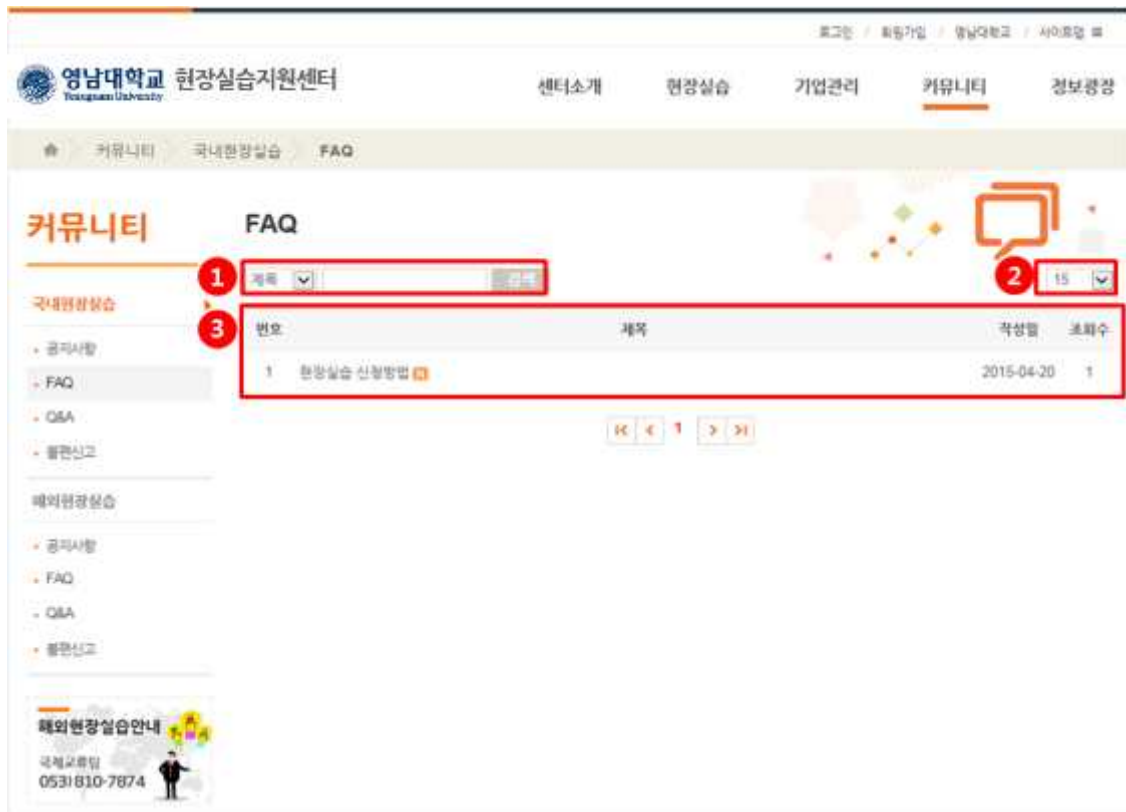 로그인 / 회원가입 / 영남대학교 / 사이트맵
영남대학교 현장실습지원센터
Yeungnam University
센터소개 현장실습 기업관리 커뮤니티 정보광장
커뮤니티 국내현장실습 FAQ
커뮤니티
국내현장실습
공지사항
FAQ
Q&A
불편신고
해외현장실습
공지사항
FAQ
Q&A
불편신고
해외현장실습안내
국제교류팀
053)810-7874
FAQ
1 제목 검색
2 15
3 번호 제목 작성일 조회수
1 현장실습 신청방법 N 2015-04-20 1
1